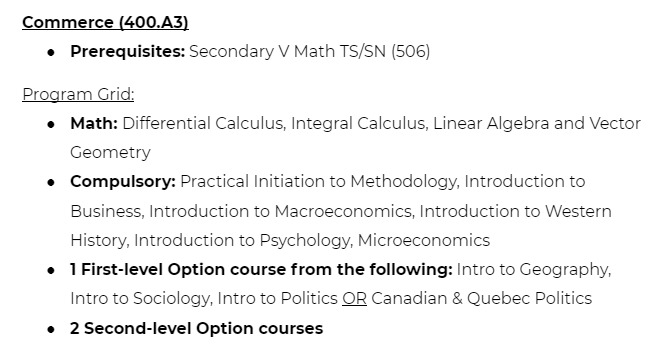 Commerce (400.A3)
• Prerequisites: Secondary V Math TS/SN (506)
Program Grid:
• Math: Differential Calculus, Integral Calculus, Linear Algebra and Vector
Geometry
• Compulsory: Practical Initiation to Methodology, Introduction to
Business, Introduction to Macroeconomics, Introduction to Western
History, Introduction to Psychology, Microeconomics
• 1 First-level Option course from the following: Intro to Geography,
Intro to Sociology, Intro to Politics OR Canadian & Quebec Politics
• 2 Second-level Option courses